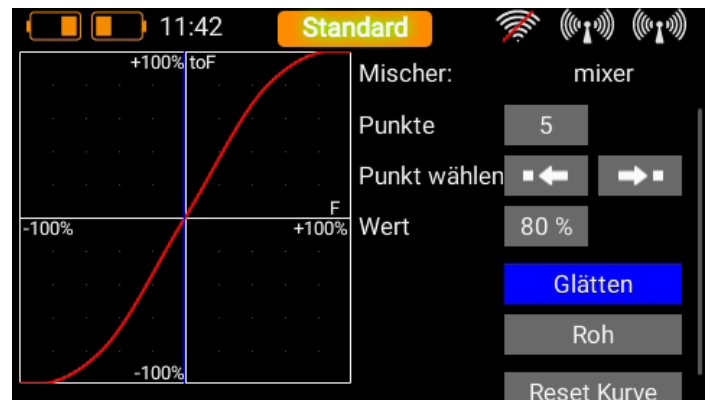 11:42 Standard
+100% toF
Mischer: mixer
Punkte 5
Punkt wählen
F
-100% +100%
Wert 80 %
Glätten
Roh
-100%
Reset Kurve